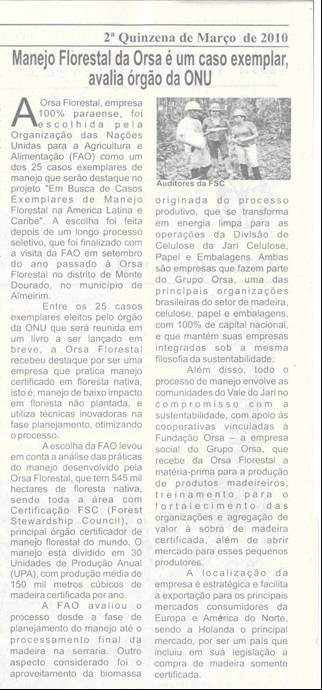 2ª Quinzena de Março de 2010
Manejo Florestal da Orsa é um caso exemplar,
avalia órgão da ONU
A Orsa Florestal, empresa
100% paraense, foi
escolhida pela
Organização das Nações
Unidas para a Agricultura e
Alimentação (FAO) como um
dos 25 casos exemplares de
manejo que serão destaque no
projeto "Em Busca de Casos
Exemplares de Manejo
Florestal na America Latina e
Caribe". A escolha foi feita
depois de um longo processo
seletivo, que foi finalizado com
a visita da FAO em setembro
do ano passado à Orsa
Florestal no distrito de Monte
Dourado, no município de
Almeirim.
Entre os 25 casos
exemplares eleitos pelo órgão
da ONU que será reunida em
um livro a ser lançado em
breve, a Orsa Florestal
recebeu destaque por ser uma
empresa que pratica manejo
certificado em floresta nativa,
isto é, manejo de baixo impacto
em floresta não plantada, e
utiliza técnicas inovadoras na
fase planejamento, otimizando
o processo.
A escolha da FAO levou
em conta a análise das práticas
do manejo desenvolvido pela
Orsa Florestal, que tem 545 mil
hectares de floresta nativa,
sendo toda a área com
Certificação FSC (Forest
Stewardship Council), o
principal órgão certificador de
manejo florestal do mundo. O
manejo está dividido em 30
Unidades de Produção Anual
(UPA), com produção média de
150 mil metros cúbicos de
madeira certificada por ano.
A FAO avaliou o
processo desde a fase de
planejamento do manejo até o
processamento final da
madeira na serraria. Outro
aspecto considerado foi o
aproveitamento da biomassa
Auditores da FSC
originada do processo
produtivo, que se transforma
em energia limpa para as
operações da Divisão de
Celulose da Jari Celulose,
Papel e Embalagens. Ambas
são empresas que fazem parte
do Grupo Orsa, uma das
principais organizações
brasileiras do setor de madeira,
celulose, papel e embalagens,
com 100% de capital nacional,
e que mantém suas empresas
integradas sob a mesma
filosofia da sustentabilidade.
Além disso, todo o
processo de manejo envolve as
comunidades do Vale do Jari no
compromisso com a
sustentabilidade, com apoio às
cooperativas vinculadas à
Fundação Orsa – a empresa
social do Grupo Orsa, que
recebe da Orsa Florestal a
matéria-prima para a produção
de produtos madeireiros,
treinamento para o
fortalecimento das
organizações e agregação de
valor à sobra de madeira
certificada, além de abrir
mercado para esses pequenos
produtores.
A localização da
empresa é estratégica e facilita
a exportação para os principais
mercados consumidores da
Europa e América do Norte,
sendo a Holanda o principal
mercado, por ser um país que
incluiu em sua legislação a
compra de madeira somente
certificada.